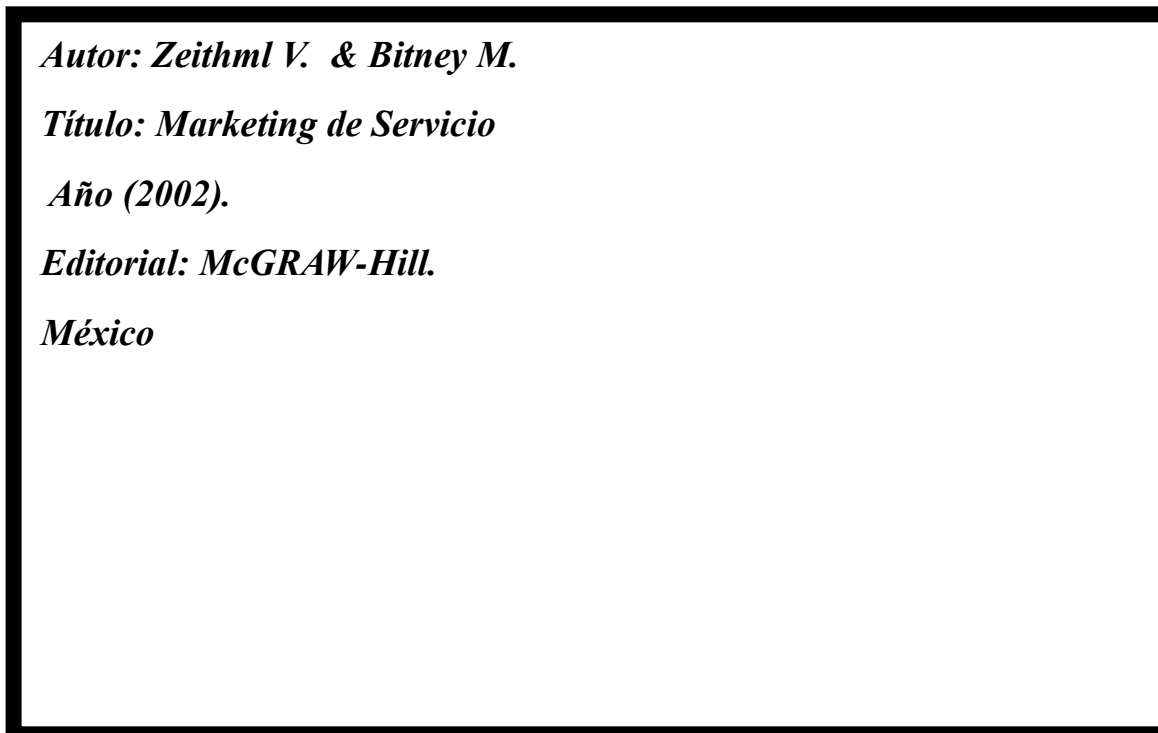 Autor: Zeithml V. & Bitney M.
Título: Marketing de Servicio
Año (2002).
Editorial: McGRAW-Hill.
México